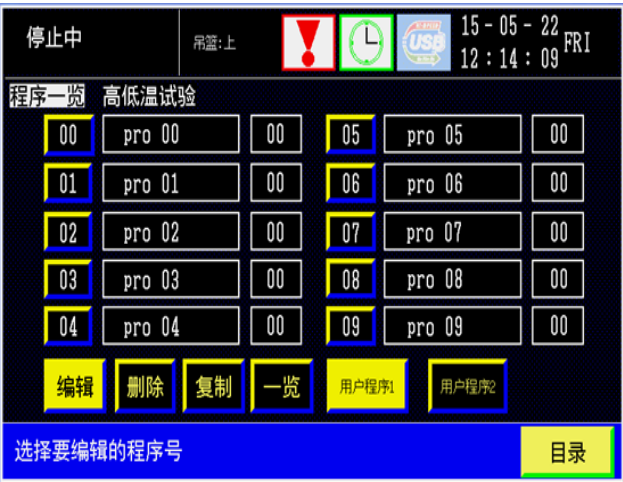 停止中
吊篮:上
USB
15-05-22
FRI
12:14:09
程序一览 高低温试验
00 pro 00 00 05 pro 05 00
01 pro 01 00 06 pro 06 00
02 pro 02 00 07 pro 07 00
03 pro 03 00 08 pro 08 00
04 pro 04 00 09 pro 09 00
编辑 删除 复制 一览 用户程序1 用户程序2
选择要编辑的程序号 目录